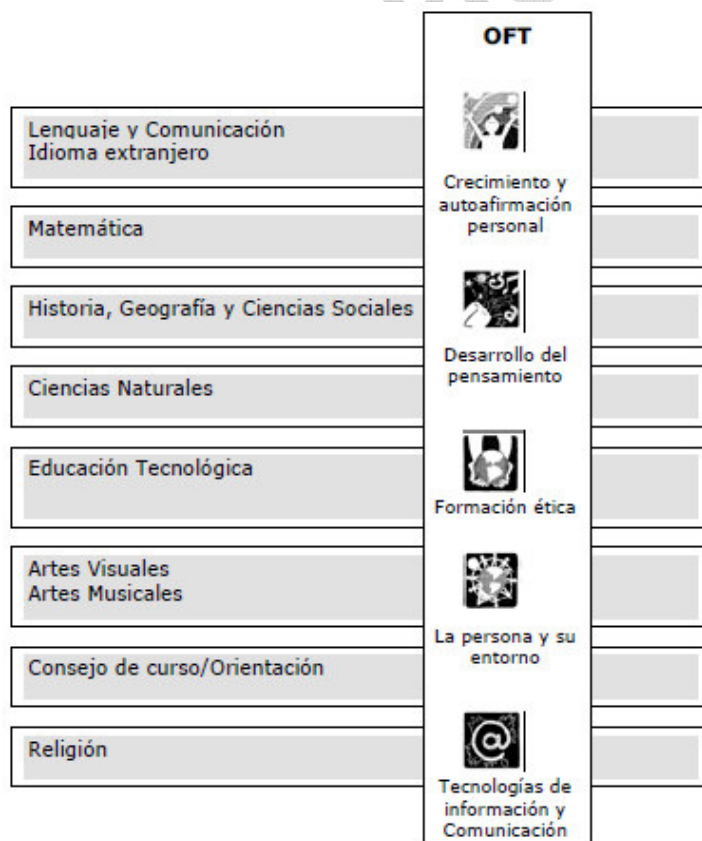 OFT
Lenguaje y Comunicación
Idioma extranjero
Matemática
Historia, Geografía y Ciencias Sociales
Ciencias Naturales
Educación Tecnológica
Artes Visuales
Artes Musicales
Consejo de curso/Orientación
Religión
Crecimiento y
autoafirmación
personal
Desarrollo del
pensamiento
Formación ética
La persona y su
entorno
@
Tecnologías de
información y
Comunicación